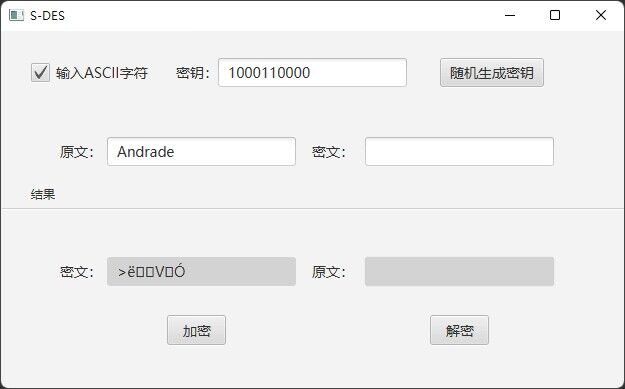 S-DES
输入ASCII字符 密钥： 1000110000 随机生成密钥
原文： Andrade 密文：
结果
密文： >ë▯▯V▯Ó 原文：
加密 解密